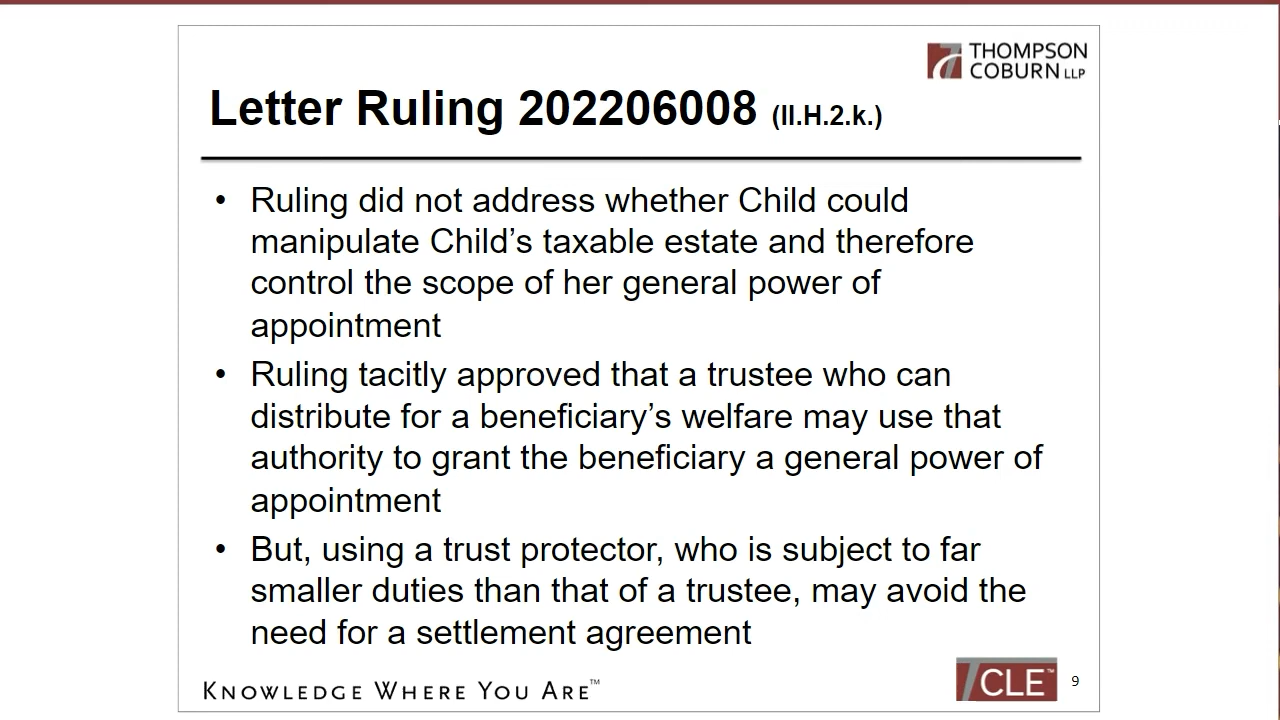 THOMPSON
COBURN LLP
Letter Ruling 202206008 (II.H.2.k.)
• Ruling did not address whether Child could
manipulate Child’s taxable estate and therefore
control the scope of her general power of
appointment
• Ruling tacitly approved that a trustee who can
distribute for a beneficiary’s welfare may use that
authority to grant the beneficiary a general power of
appointment
• But, using a trust protector, who is subject to far
smaller duties than that of a trustee, may avoid the
need for a settlement agreement
KNOWLEDGE WHERE YOU ARE™
CLE™
9